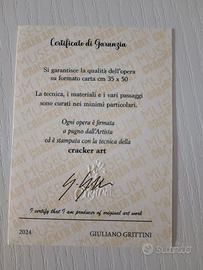 Certificato di Garanzia
Si garantisce la qualità dell'opera
su formato carta cm 35 x 50
La tecnica, i materiali e i vari passaggi
sono curati nei minimi particolari.
Ogni opera è firmata
a pugno dall'Artista
ed è stampata con la tecnica della
cracker art
I certify that I am producer of original art work
2024
GIULIANO GRITTINI
subito